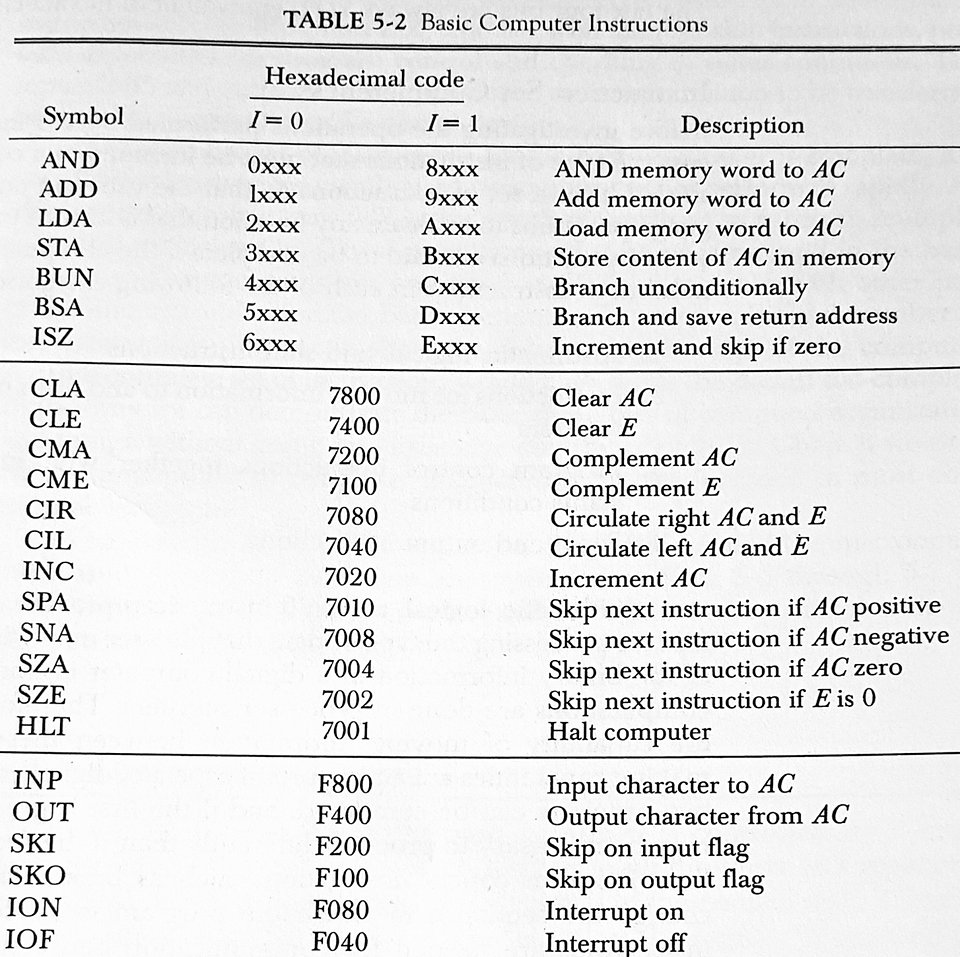 TABLE 5-2 Basic Computer Instructions
Hexadecimal code
Symbol I = 0 I = 1 Description
AND 0xxx 8xxx AND memory word to AC
ADD 1xxx 9xxx Add memory word to AC
LDA 2xxx Axxx Load memory word to AC
STA 3xxx Bxxx Store content of AC in memory
BUN 4xxx Cxxx Branch unconditionally
BSA 5xxx Dxxx Branch and save return address
ISZ 6xxx Exxx Increment and skip if zero
CLA 7800 Clear AC
CLE 7400 Clear E
CMA 7200 Complement AC
CME 7100 Complement E
CIR 7080 Circulate right AC and E
CIL 7040 Circulate left AC and E
INC 7020 Increment AC
SPA 7010 Skip next instruction if AC positive
SNA 7008 Skip next instruction if AC negative
SZA 7004 Skip next instruction if AC zero
SZE 7002 Skip next instruction if E is 0
HLT 7001 Halt computer
INP F800 Input character to AC
OUT F400 Output character from AC
SKI F200 Skip on input flag
SKO F100 Skip on output flag
ION F080 Interrupt on
IOF F040 Interrupt off